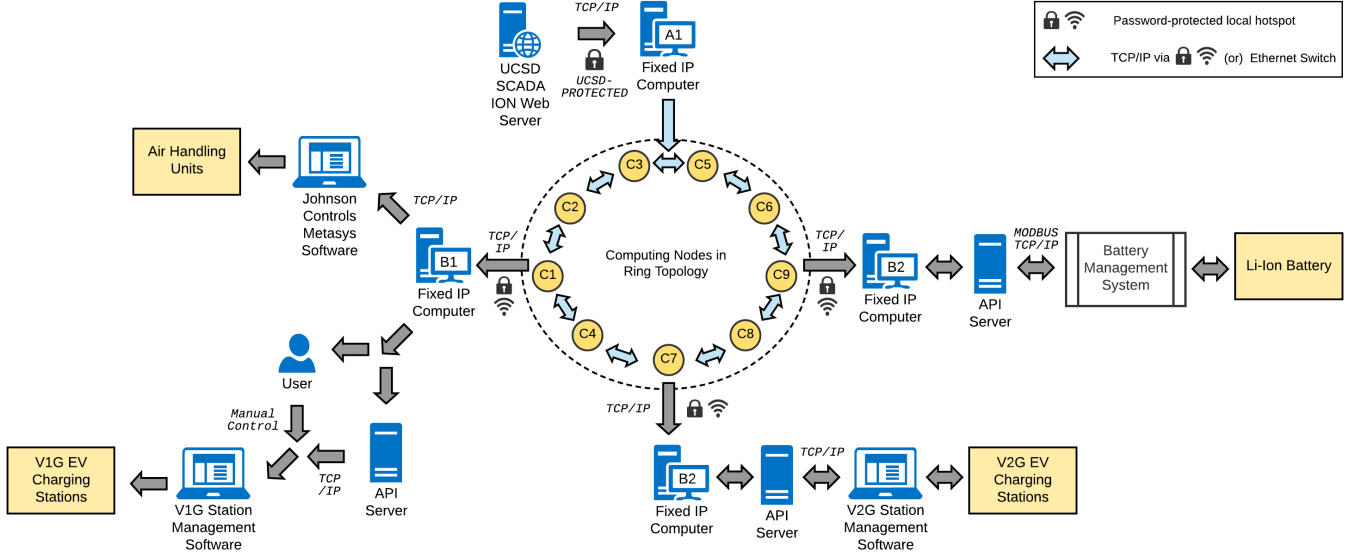 TCP/IP
A1
UCSD
SCADA
ION Web
Server
UCSD-
PROTECTED
Fixed IP
Computer
Password-protected local hotspot
TCP/IP via
(or) Ethernet Switch
Air Handling
Units
Johnson
Controls
Metasys
Software
TCP/IP
B1
Fixed IP
Computer
TCP/
IP
C3
C5
C2
C6
C1
C9
C4
C8
C7
Computing Nodes in
Ring Topology
TCP/
IP
B2
Fixed IP
Computer
API
Server
MODBUS
TCP/IP
Battery
Management
System
Li-Ion Battery
User
Manual
Control
TCP
/IP
API
Server
V1G EV
Charging
Stations
V1G Station
Management
Software
TCP/IP
B2
Fixed IP
Computer
API
Server
TCP/IP
V2G Station
Management
Software
V2G EV
Charging
Stations